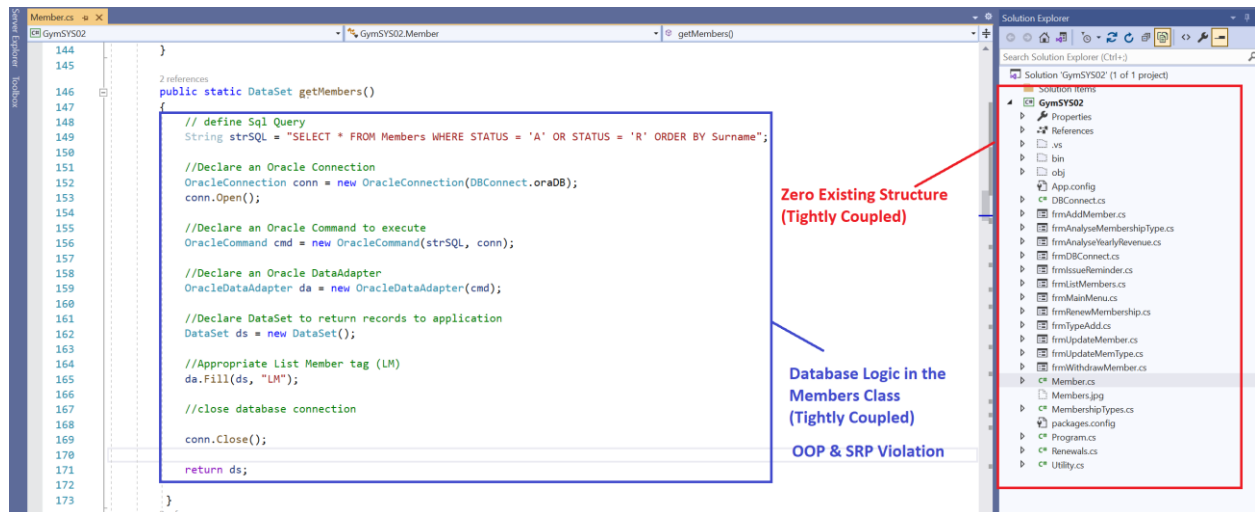 Server Explorer
Toolbox
Member.cs
GymSYS02
GymSYS02.Member
getMembers()
144 }
145
2 references
146 public static DataSet getMembers()
147 {
148 // define Sql Query
149 String strSQL = "SELECT * FROM Members WHERE STATUS = 'A' OR STATUS = 'R' ORDER BY Surname";
150
151 //Declare an Oracle Connection
152 OracleConnection conn = new OracleConnection(DBConnect.oraDB);
153 conn.Open();
154
155 //Declare an Oracle Command to execute
156 OracleCommand cmd = new OracleCommand(strSQL, conn);
157
158 //Declare an Oracle DataAdapter
159 OracleDataAdapter da = new OracleDataAdapter(cmd);
160
161 //Declare DataSet to return records to application
162 DataSet ds = new DataSet();
163
164 //Appropriate List Member tag (LM)
165 da.Fill(ds, "LM");
166
167 //close database connection
168
169 conn.Close();
170
171 return ds;
172
173 }
Zero Existing Structure
(Tightly Coupled)
Database Logic in the
Members Class
(Tightly Coupled)
OOP & SRP Violation
Solution Explorer
Search Solution Explorer (Ctrl+;)
Solution 'GymSYS02' (1 of 1 project)
Solution Items
GymSYS02
Properties
References
.vs
bin
obj
App.config
DBConnect.cs
frmAddMember.cs
frmAnalyseMembershipType.cs
frmAnalyseYearlyRevenue.cs
frmDBConnect.cs
frmIssueReminder.cs
frmListMembers.cs
frmMainMenu.cs
frmRenewMembership.cs
frmTypeAdd.cs
frmUpdateMember.cs
frmUpdateMemType.cs
frmWithdrawMember.cs
Member.cs
Members.jpg
MembershipTypes.cs
packages.config
Program.cs
Renewals.cs
Utility.cs